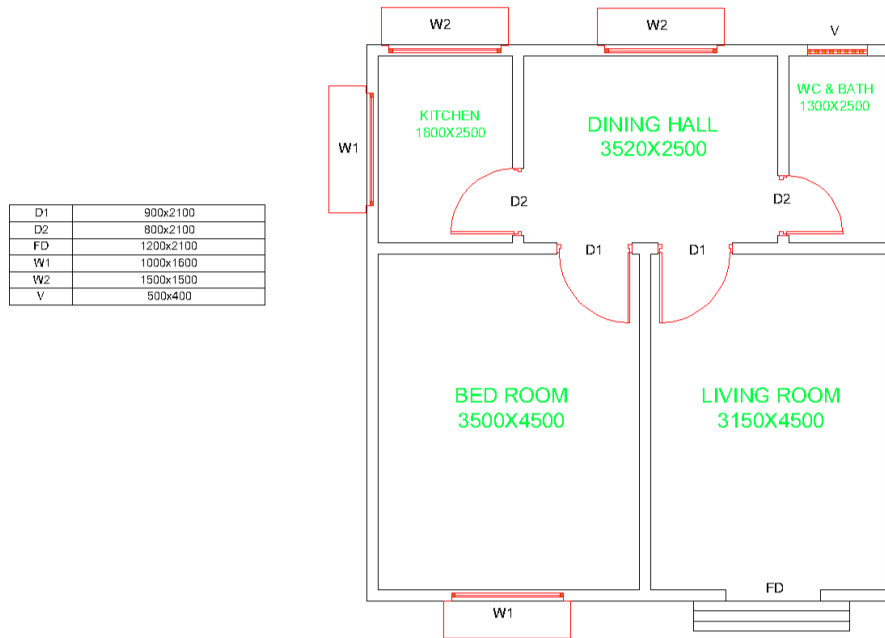 W2
W2
V
KITCHEN
1800X2500
DINING HALL
3520X2500
WC & BATH
1300X2500
W1
D2
D2
D1 900x2100
D2 800x2100
FD 1200x2100
W1 1000x1600
W2 1500x1500
V 500x400
D1
D1
BED ROOM
3500X4500
LIVING ROOM
3150X4500
FD
W1